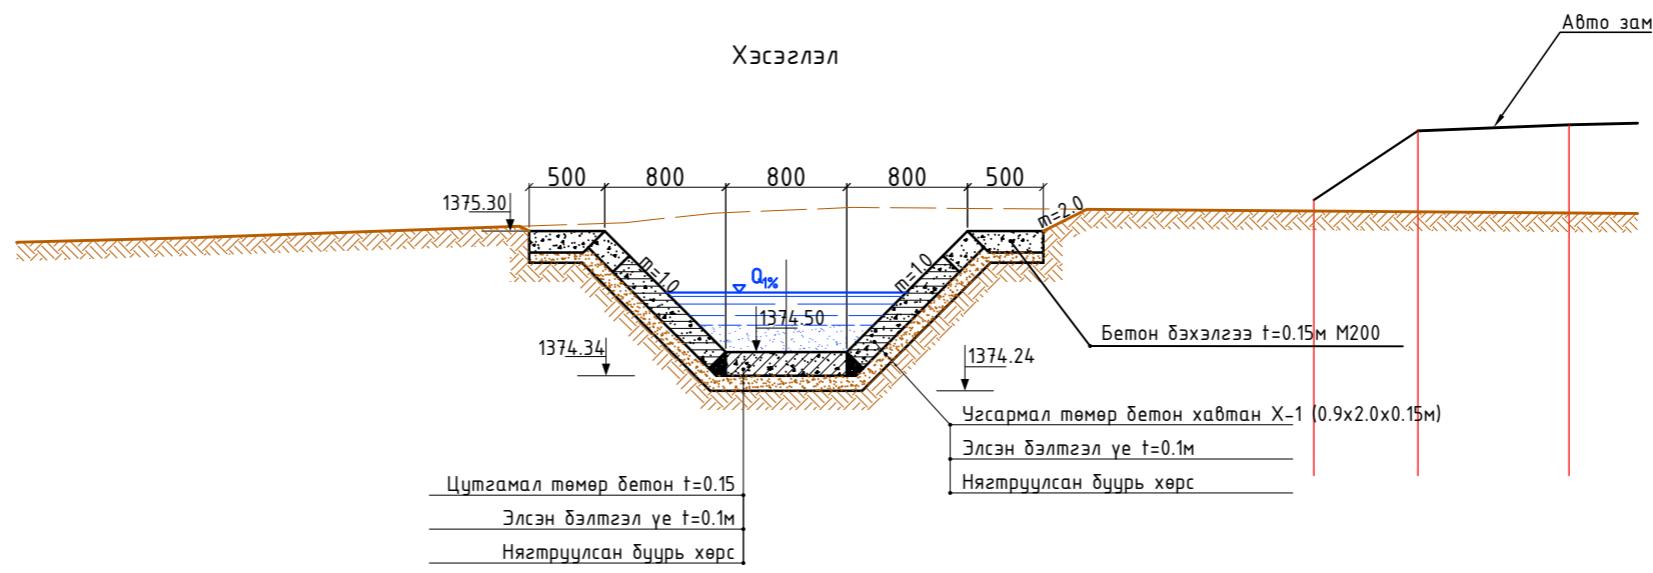 Авто зам
Хэсэглэл
500 800 800 800 500
1375.30
m=2.0
m=1.0
m=1.0
Q1%
1374.50
1374.34
1374.24
Бетон бэхэлгээ t=0.15м М200
Угсармал төмөр бетон хавтан Х-1 (0.9х2.0х0.15м)
Элсэн бэлтгэл үе t=0.1м
Нягтруулсан буурь хөрс
Цутгамал төмөр бетон t=0.15
Элсэн бэлтгэл үе t=0.1м
Нягтруулсан буурь хөрс